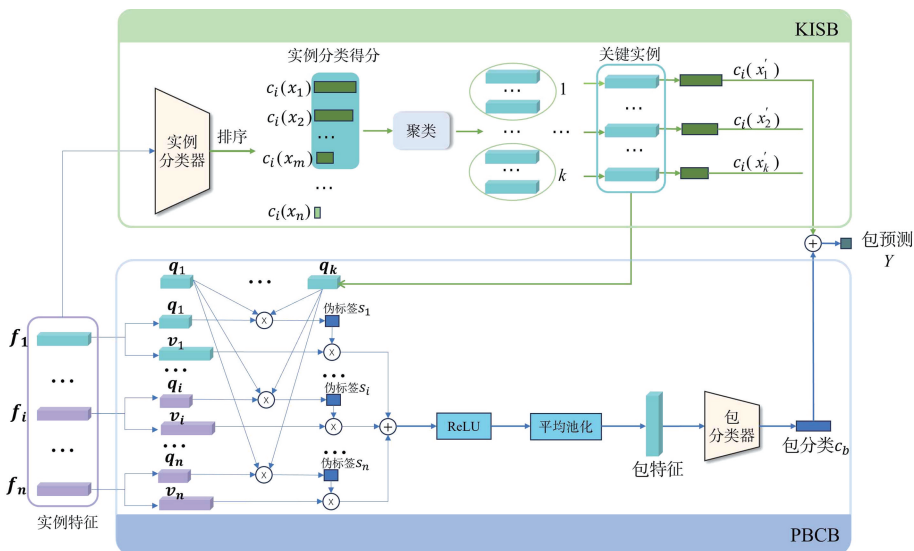 KISB
实例分类得分
关键实例
c_i(x_1)
c_i(x_2)
...
c_i(x_m)
...
c_i(x_n)
实例
分类器
排序
聚类
...
1
... ...
...
k
...
...
c_i(x_1')
c_i(x_2')
c_i(x_k')
+
包预测
Y
q_1 ... q_k
f_1
q_1
×
伪标签s_1
v_1
×
...
...
f_i
q_i
×
...
伪标签s_i
v_i
×
+
ReLU
平均池化
包特征
包
分类器
包分类c_b
...
...
f_n
q_n
×
...
伪标签s_n
v_n
×
实例特征
PBCB